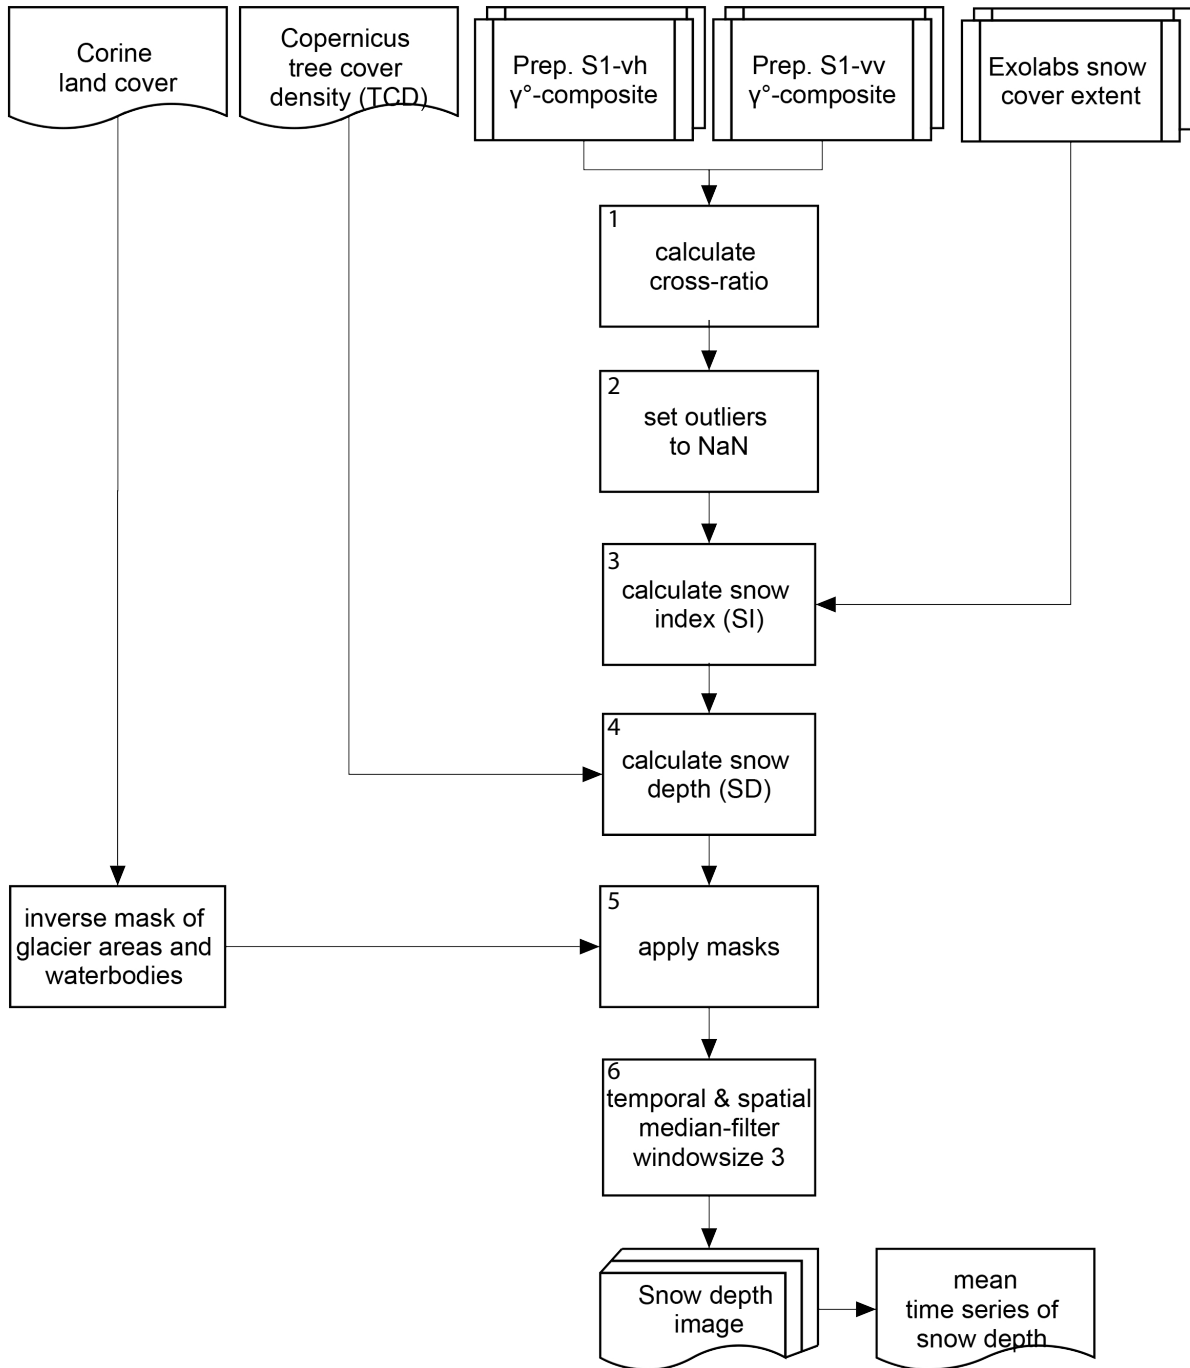 Corine
land cover
Copernicus
tree cover
density (TCD)
Prep. S1-vh
γ°-composite
Prep. S1-vv
γ°-composite
Exolabs snow
cover extent
1
calculate
cross-ratio
2
set outliers
to NaN
3
calculate snow
index (SI)
4
calculate snow
depth (SD)
inverse mask of
glacier areas and
waterbodies
5
apply masks
6
temporal & spatial
median-filter
windowsize 3
Snow depth
image
mean
time series of
snow depth